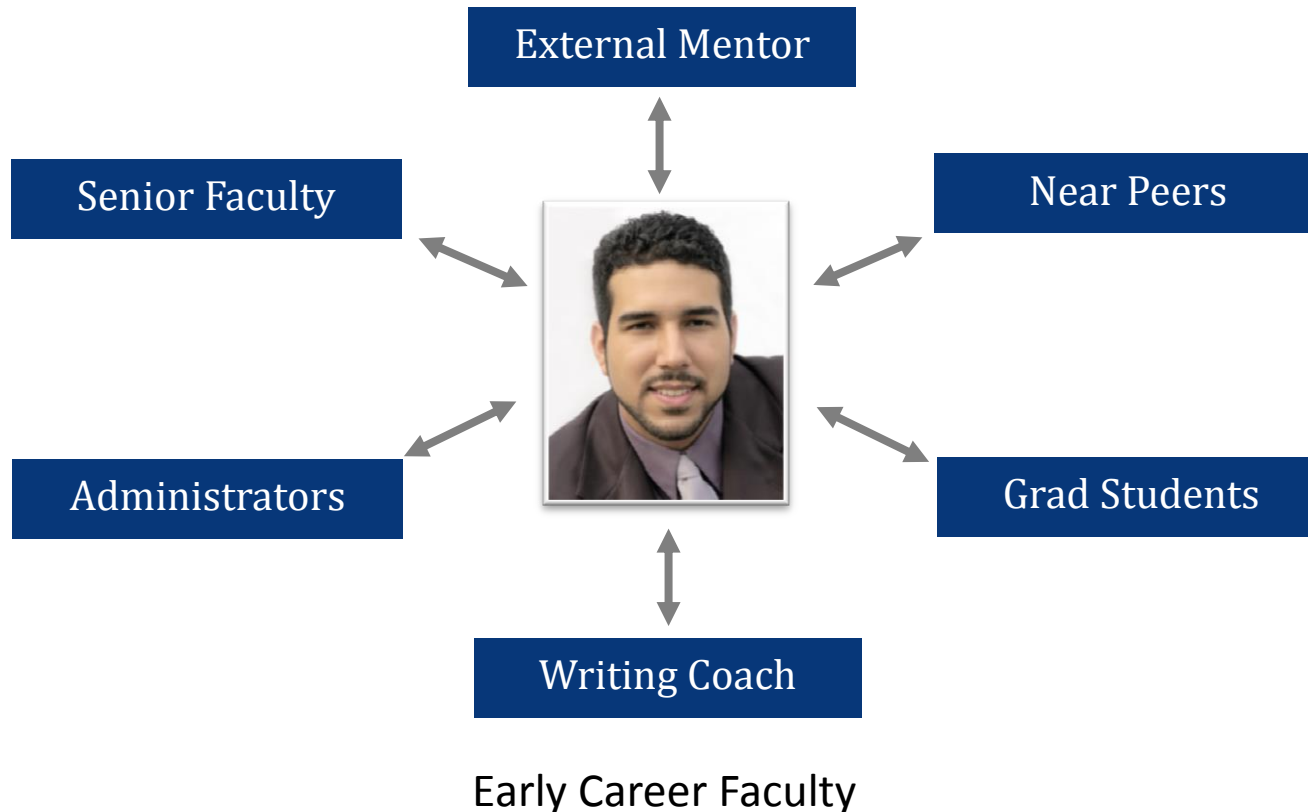 External Mentor
Senior Faculty
Near Peers
Administrators
Grad Students
Writing Coach
Early Career Faculty